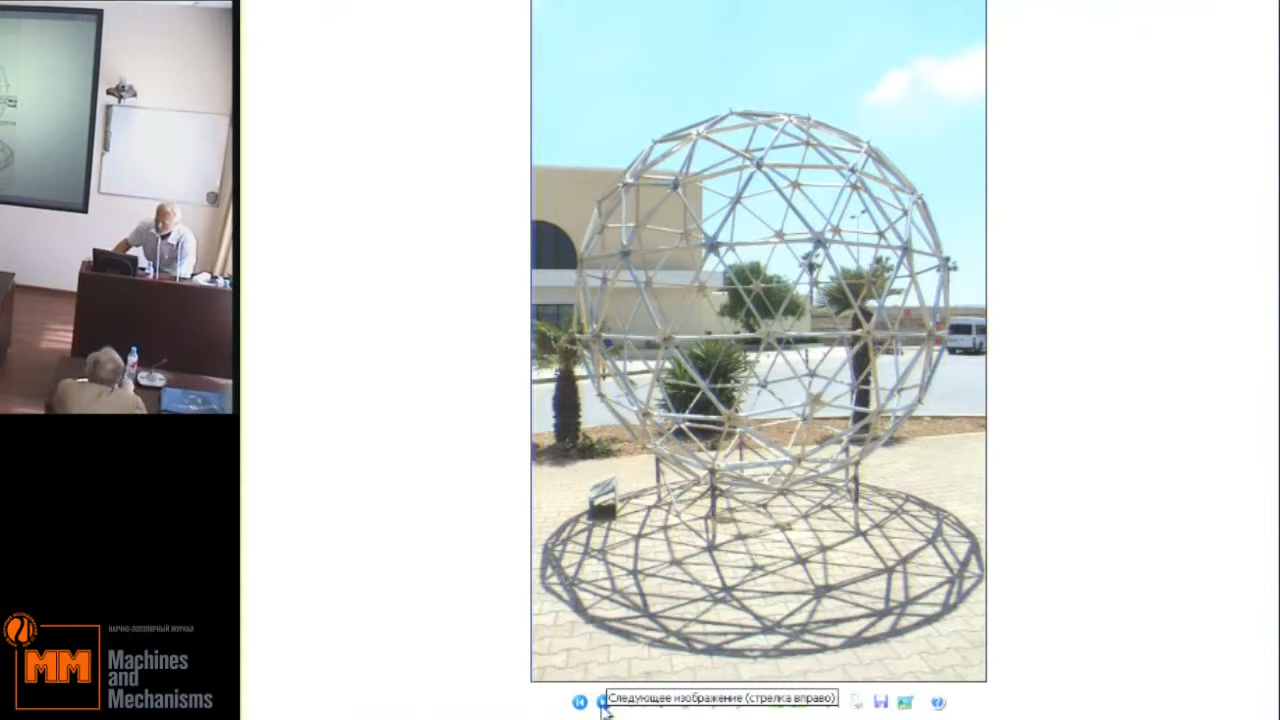 НАУЧНО-ПОПУЛЯРНЫЙ ЖУРНАЛ
MM
Machines
and
Mechanisms
Следующее изображение (стрелка вправо)